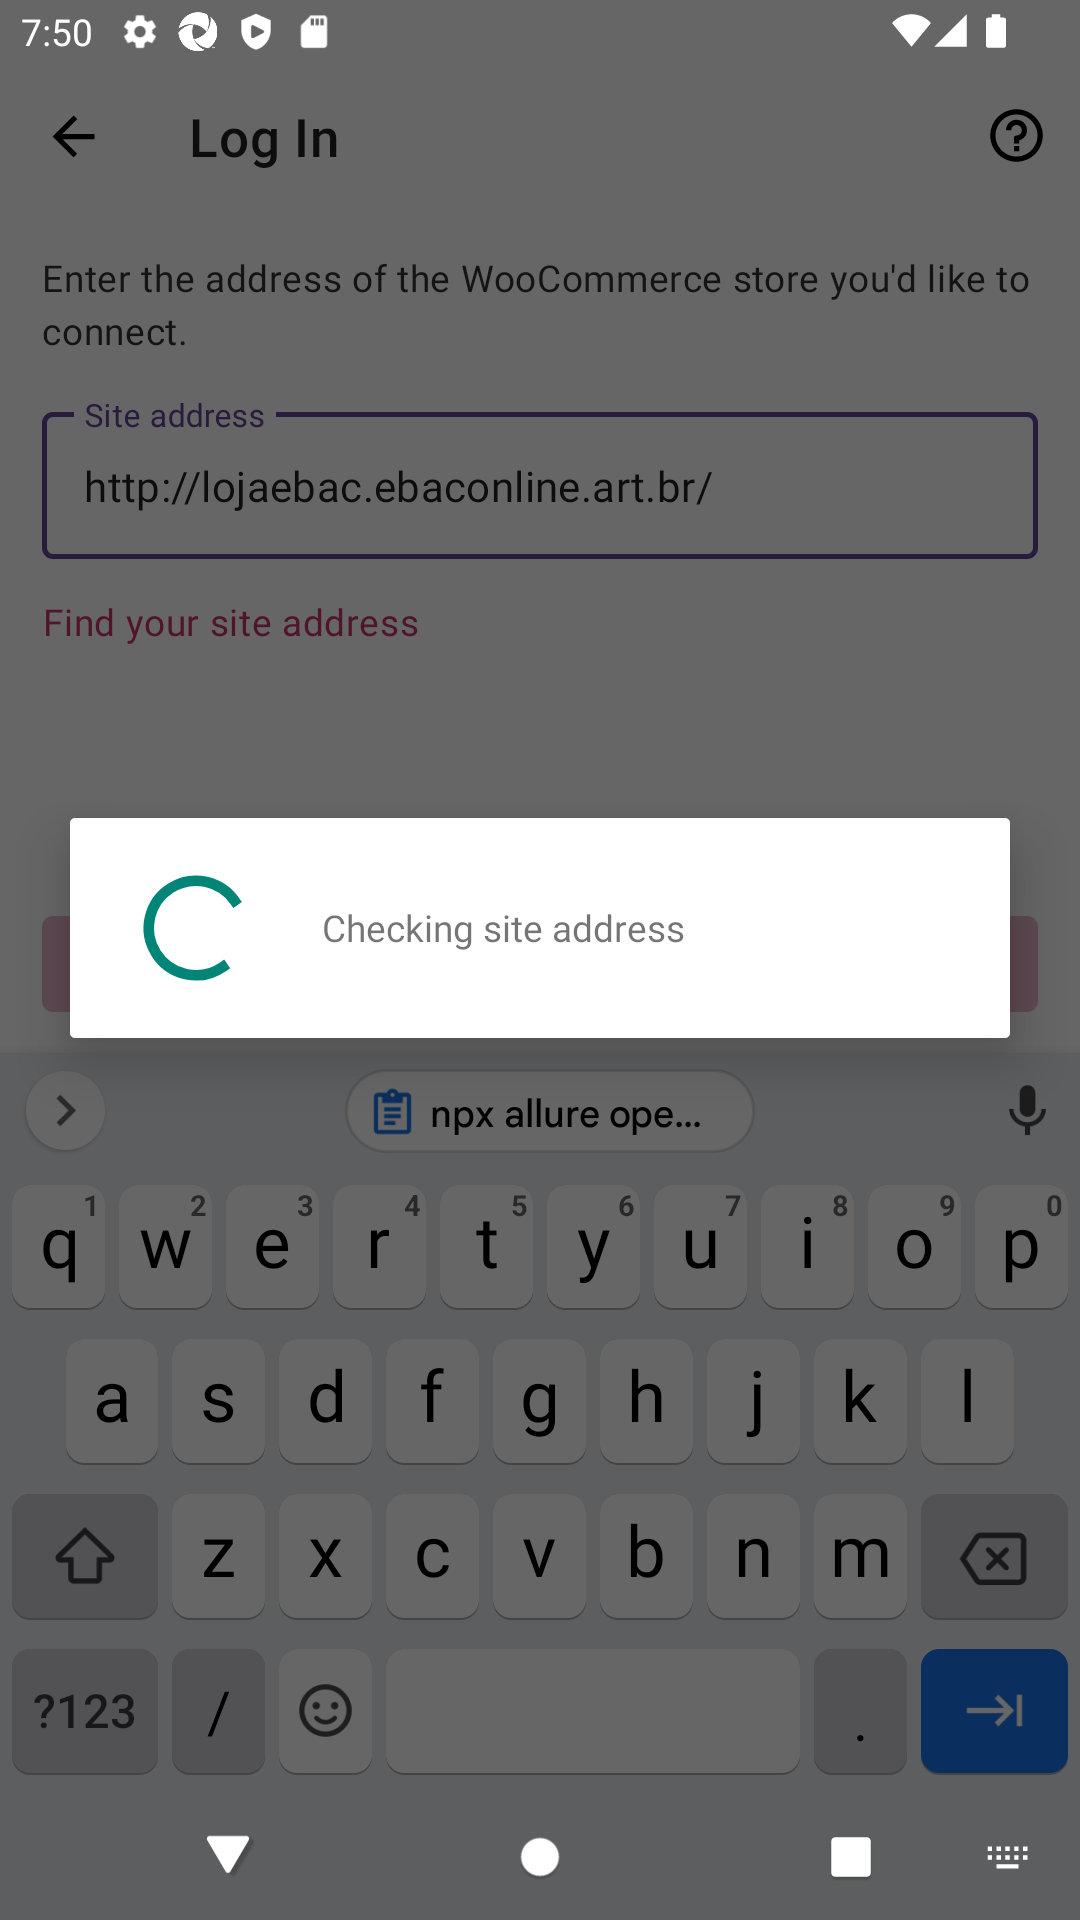 7:50
Log In
Enter the address of the WooCommerce store you'd like to
connect.
Site address
http://lojaebac.ebaconline.art.br/
Find your site address
Checking site address
npx allure ope...
1 2 3 4 5 6 7 8 9 0
q w e r t y u i o p
a s d f g h j k l
z x c v b n m
?123 / .